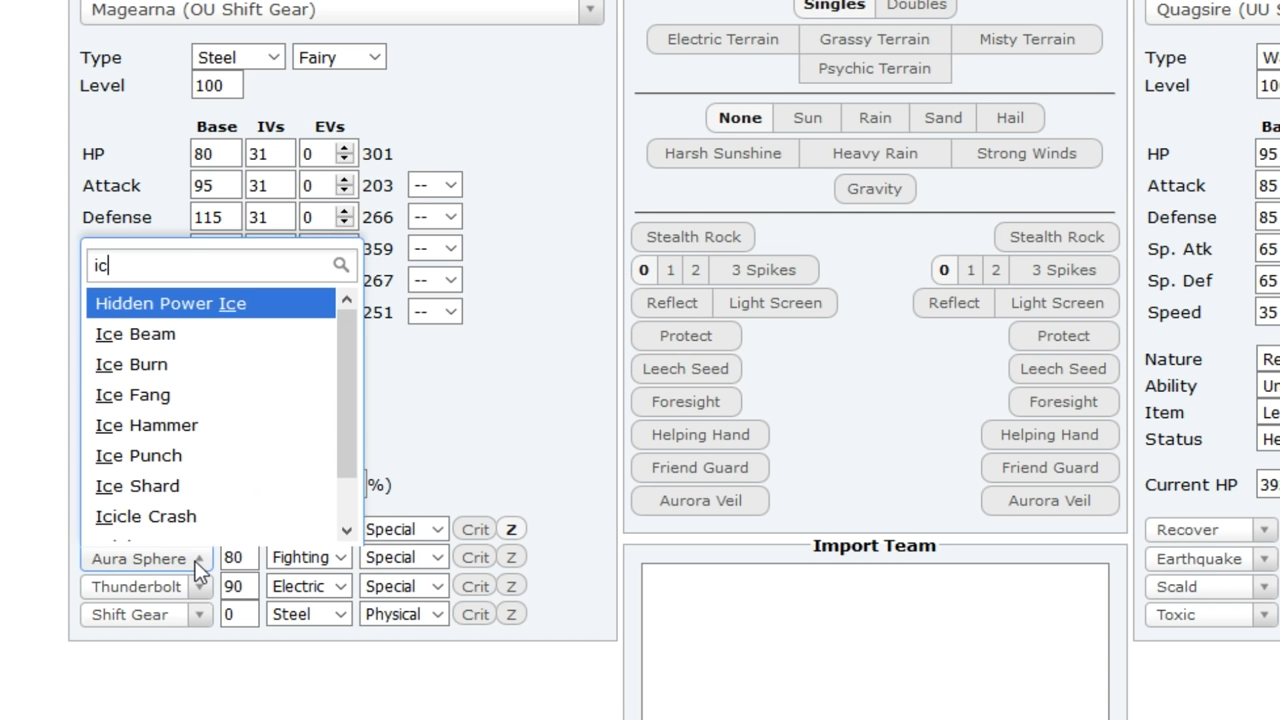 Magearna (OU Shift Gear)
Type Steel Fairy
Level 100
Base IVs EVs
HP 80 31 0 301
Attack 95 31 0 203 --
Defense 115 31 0 266 --
359 --
267 --
251 --
ic
Hidden Power Ice
Ice Beam
Ice Burn
Ice Fang
Ice Hammer
Ice Punch
Ice Shard
Icicle Crash
%)
Special Crit Z
Aura Sphere 80 Fighting Special Crit Z
Thunderbolt 90 Electric Special Crit Z
Shift Gear 0 Steel Physical Crit Z
Singles Doubles
Electric Terrain Grassy Terrain Misty Terrain
Psychic Terrain
None Sun Rain Sand Hail
Harsh Sunshine Heavy Rain Strong Winds
Gravity
Stealth Rock Stealth Rock
0 1 2 3 Spikes 0 1 2 3 Spikes
Reflect Light Screen Reflect Light Screen
Protect Protect
Leech Seed Leech Seed
Foresight Foresight
Helping Hand Helping Hand
Friend Guard Friend Guard
Aurora Veil Aurora Veil
Import Team
Quagsire (UU S
Type W
Level 10
Ba
HP 95
Attack 85
Defense 85
Sp. Atk 65
Sp. Def 65
Speed 35
Nature Re
Ability Un
Item Le
Status He
Current HP 39
Recover
Earthquake
Scald
Toxic